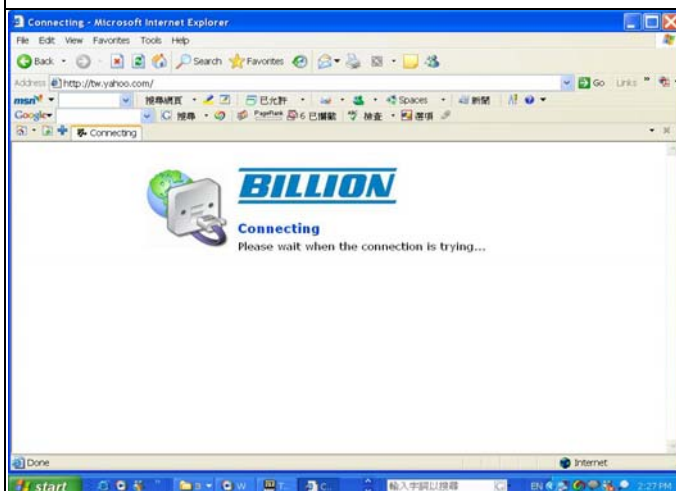 Connecting - Microsoft Internet Explorer
File Edit View Favorites Tools Help
Back Search Favorites
Address http://tw.yahoo.com/ Go Links
msn 搜尋網頁 已允許 Spaces 新聞
Google 搜尋 PageRank 6 已攔截 檢查 選項
Connecting
BILLION
Connecting
Please wait when the connection is trying...
Done Internet
start 3 W T. C. 輸入字詞以搜尋 EN 2:27 PM